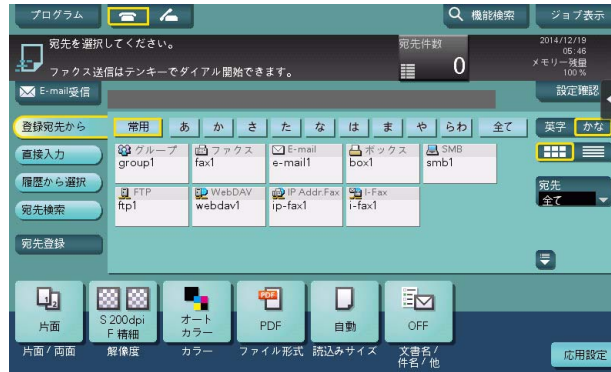 プログラム
機能検索
ジョブ表示
宛先を選択してください。
ファクス送信はテンキーでダイアル開始できます。
宛先件数
0
2014/12/19
05:46
メモリー残量
100 %
E-mail受信
設定確認
登録宛先から
常用 あ か さ た な は ま や らわ 全て
英字 かな
直接入力
履歴から選択
宛先検索
宛先登録
グループ
group1
ファクス
fax1
E-mail
e-mail1
ボックス
box1
SMB
smb1
FTP
ftp1
WebDAV
webdav1
IP Addr.Fax
ip-fax1
I-Fax
i-fax1
宛先
全て
1 2
片面
片面/両面
S 200dpi
F 精細
解像度
オート
カラー
カラー
PDF
PDF
ファイル形式
自動
読込みサイズ
OFF
文書名/
件名/他
応用設定